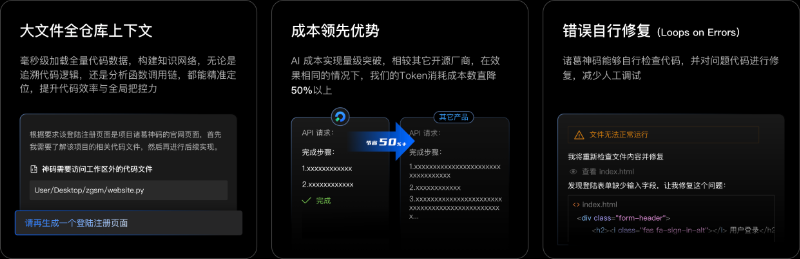 大文件全仓库上下文
毫秒级加载全量代码数据，构建知识网络，无论是
追溯代码逻辑，还是分析函数调用链，都能精准定
位，提升代码效率与全局把控力
根据要求该登陆注册页面是项目诸葛神码的官网页面，首先
我需要了解该项目的相关代码文件，然后再进行后续实现。
神码需要访问工作区外的代码文件
User/Desktop/zgsm/website.py
请再生成一个登陆注册页面
成本领先优势
AI 成本实现量级突破，相较其它开源厂商，在效
果相同的情况下，我们的Token消耗成本数直降
50%以上
API 请求：
完成步骤：
1.xxxxxxxxxxxx
2.xxxxxxxxxxxx
完成
节省 50%+
其它产品
API 请求：
完成步骤：
1.xxxxxxxxxxxxxxxxxxxxxxx
xxxxxxxxxxxxxxxxx
2.xxxxxxxxxxxx
3.xxxxxxxxxxxxxxxxxxxxxxx
xxxxxxxxxxxxxxxxxxxxxxxx
x...
错误自行修复（Loops on Errors）
诸葛神码能够自行检查代码，并对问题代码进行修
复，减少人工调试
文件无法正常运行
我将重新检查文件内容并修复
查看 index.html
发现登陆表单缺少输入字段，让我修复这个问题：
<> index.html
<div class="form-header">
<h2><i class="fas fa-sign-in-alt"></i> 用户登录</h2